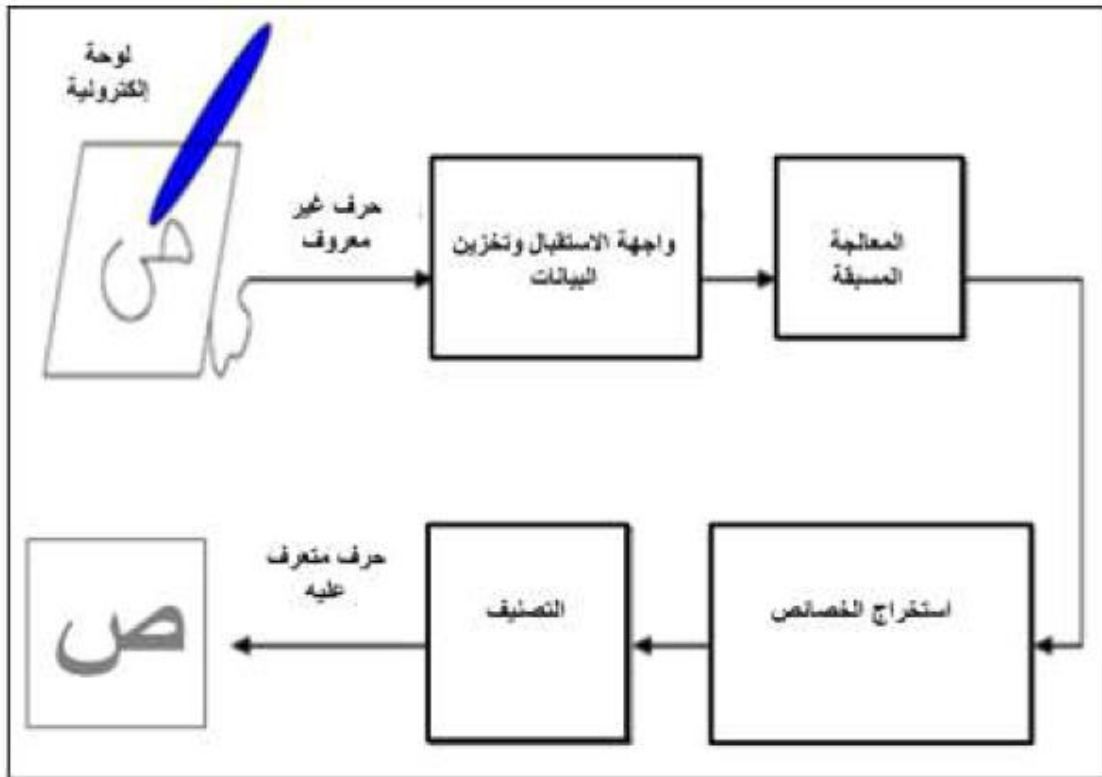 لوحة
إلكترونية
ص
حرف غير
معروف
واجهة الاستقبال وتخزين
البيانات
المعالجة
المسبقة
استخراج الخصائص
التصنيف
حرف متعرف
عليه
ص